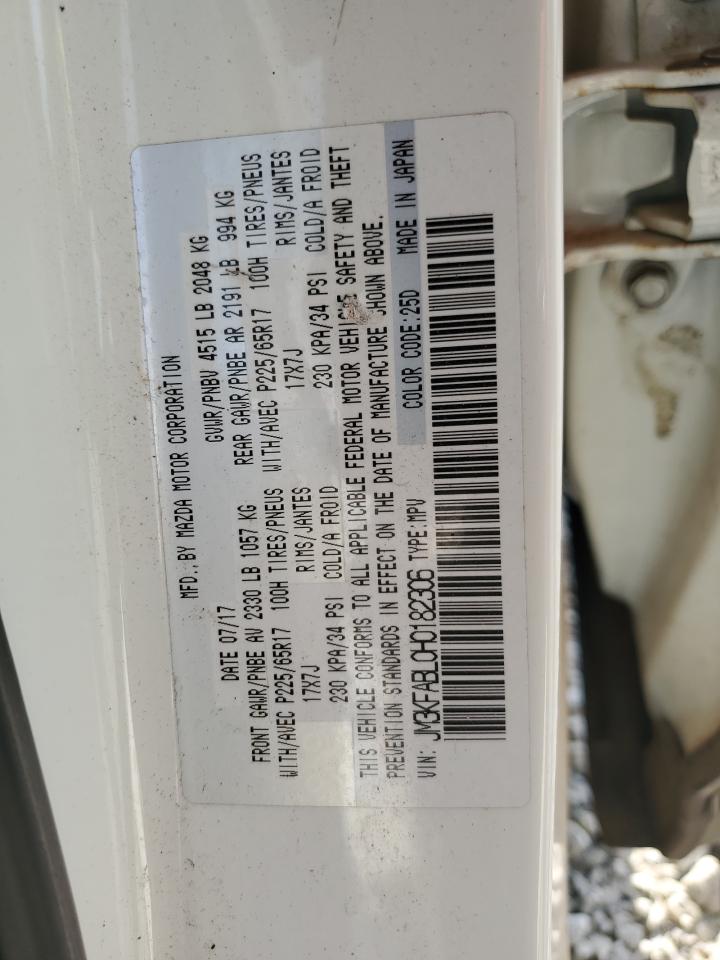 MFD., BY MAZDA MOTOR CORPORATION
DATE 07/17 GVWR/PNBV 4515 LB 2048 KG
FRONT GAWR/PNBE AV 2330 LB 1057 KG REAR GAWR/PNBE AR 2191 LB 994 KG
WITH/AVEC P225/65R17 100H TIRES/PNEUS WITH/AVEC P225/65R17 100H TIRES/PNEUS
17X7J RIMS/JANTES 17X7J RIMS/JANTES
230 KPA/34 PSI COLD/A FROID 230 KPA/34 PSI COLD/A FROID
THIS VEHICLE CONFORMS TO ALL APPLICABLE FEDERAL MOTOR VEHICLE SAFETY AND THEFT
PREVENTION STANDARDS IN EFFECT ON THE DATE OF MANUFACTURE SHOWN ABOVE.
VIN: JM3KFABL0H0182306 TYPE:MPV COLOR CODE:25D MADE IN JAPAN